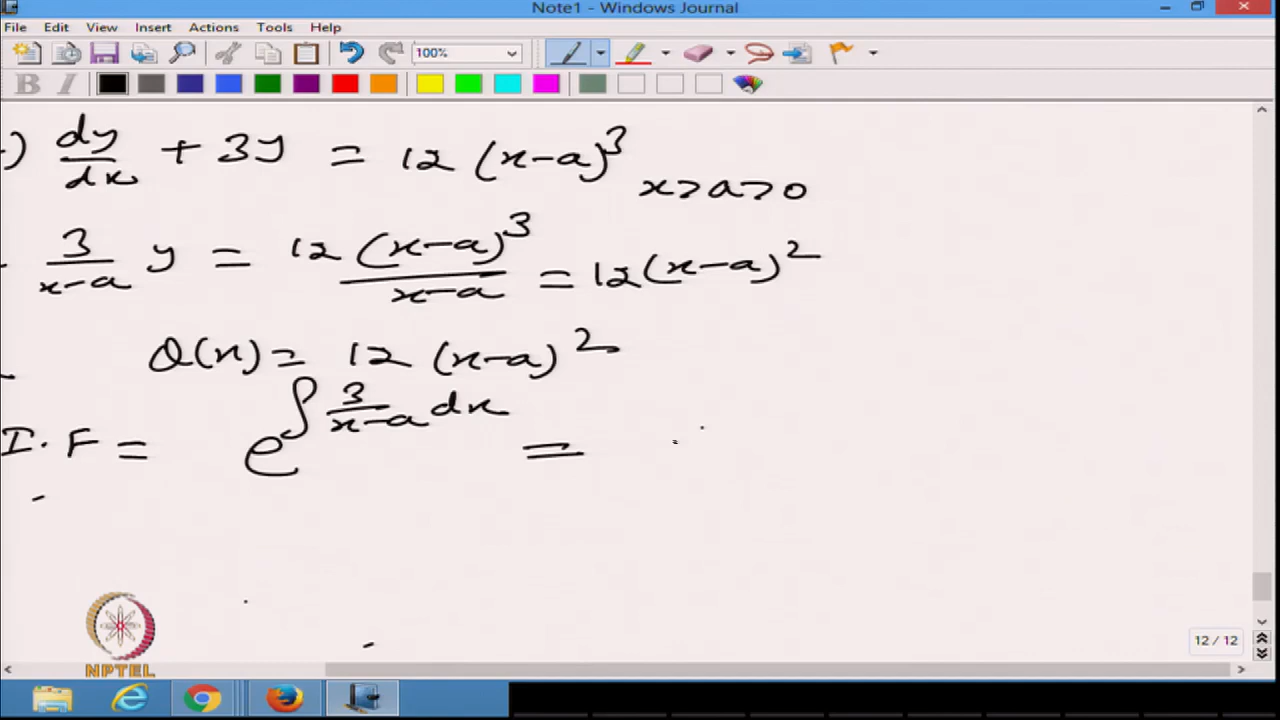 Note1 - Windows Journal
File Edit View Insert Actions Tools Help
100%
B I
-) dy/dx + 3y = 12 (x-a)^3
x>a>0
3/(x-a) y = 12(x-a)^3/(x-a) = 12(x-a)^2
Q(x) = 12 (x-a)^2
I.F = e^{∫ 3/(x-a) dx} =
12 / 12
NPTEL